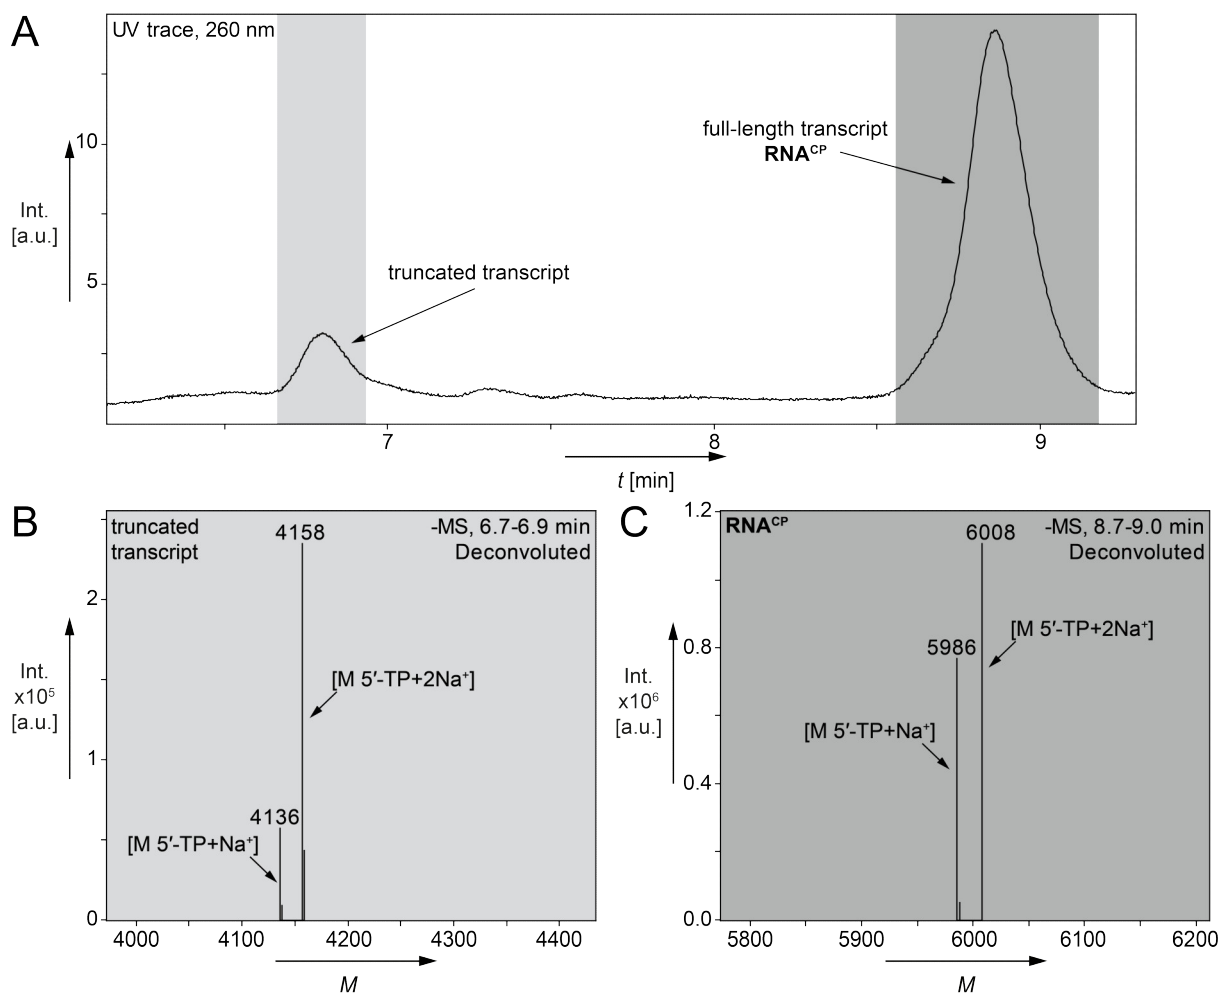 A
UV trace, 260 nm
10
5
Int.
[a.u.]
full-length transcript
RNAᶜᴾ
truncated transcript
7
8
9
t [min]
B
truncated
transcript
-MS, 6.7-6.9 min
Deconvoluted
4158
4136
[M 5′-TP+2Na⁺]
[M 5′-TP+Na⁺]
2
1
0
Int.
x10⁵
[a.u.]
4000
4100
4200
4300
4400
M
C
RNAᶜᴾ
-MS, 8.7-9.0 min
Deconvoluted
6008
5986
[M 5′-TP+2Na⁺]
[M 5′-TP+Na⁺]
1.2
0.8
0.4
0.0
Int.
x10⁶
[a.u.]
5800
5900
6000
6100
6200
M